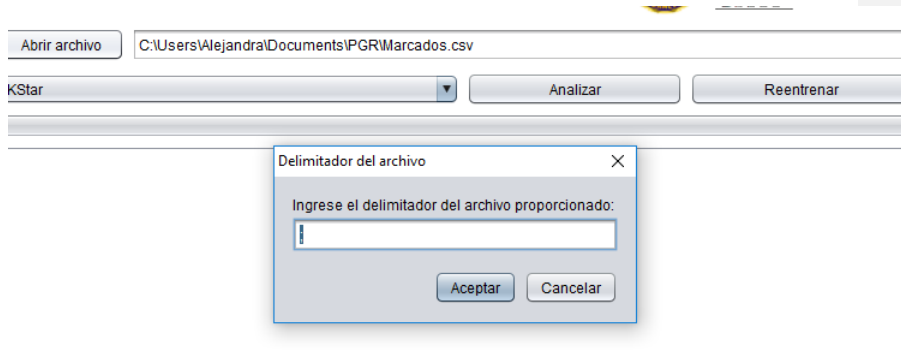 Abrir archivo C:\Users\Alejandra\Documents\PGR\Marcados.csv
KStar Analizar Reentrenar
Delimitador del archivo
Ingrese el delimitador del archivo proporcionado:
;
Aceptar Cancelar